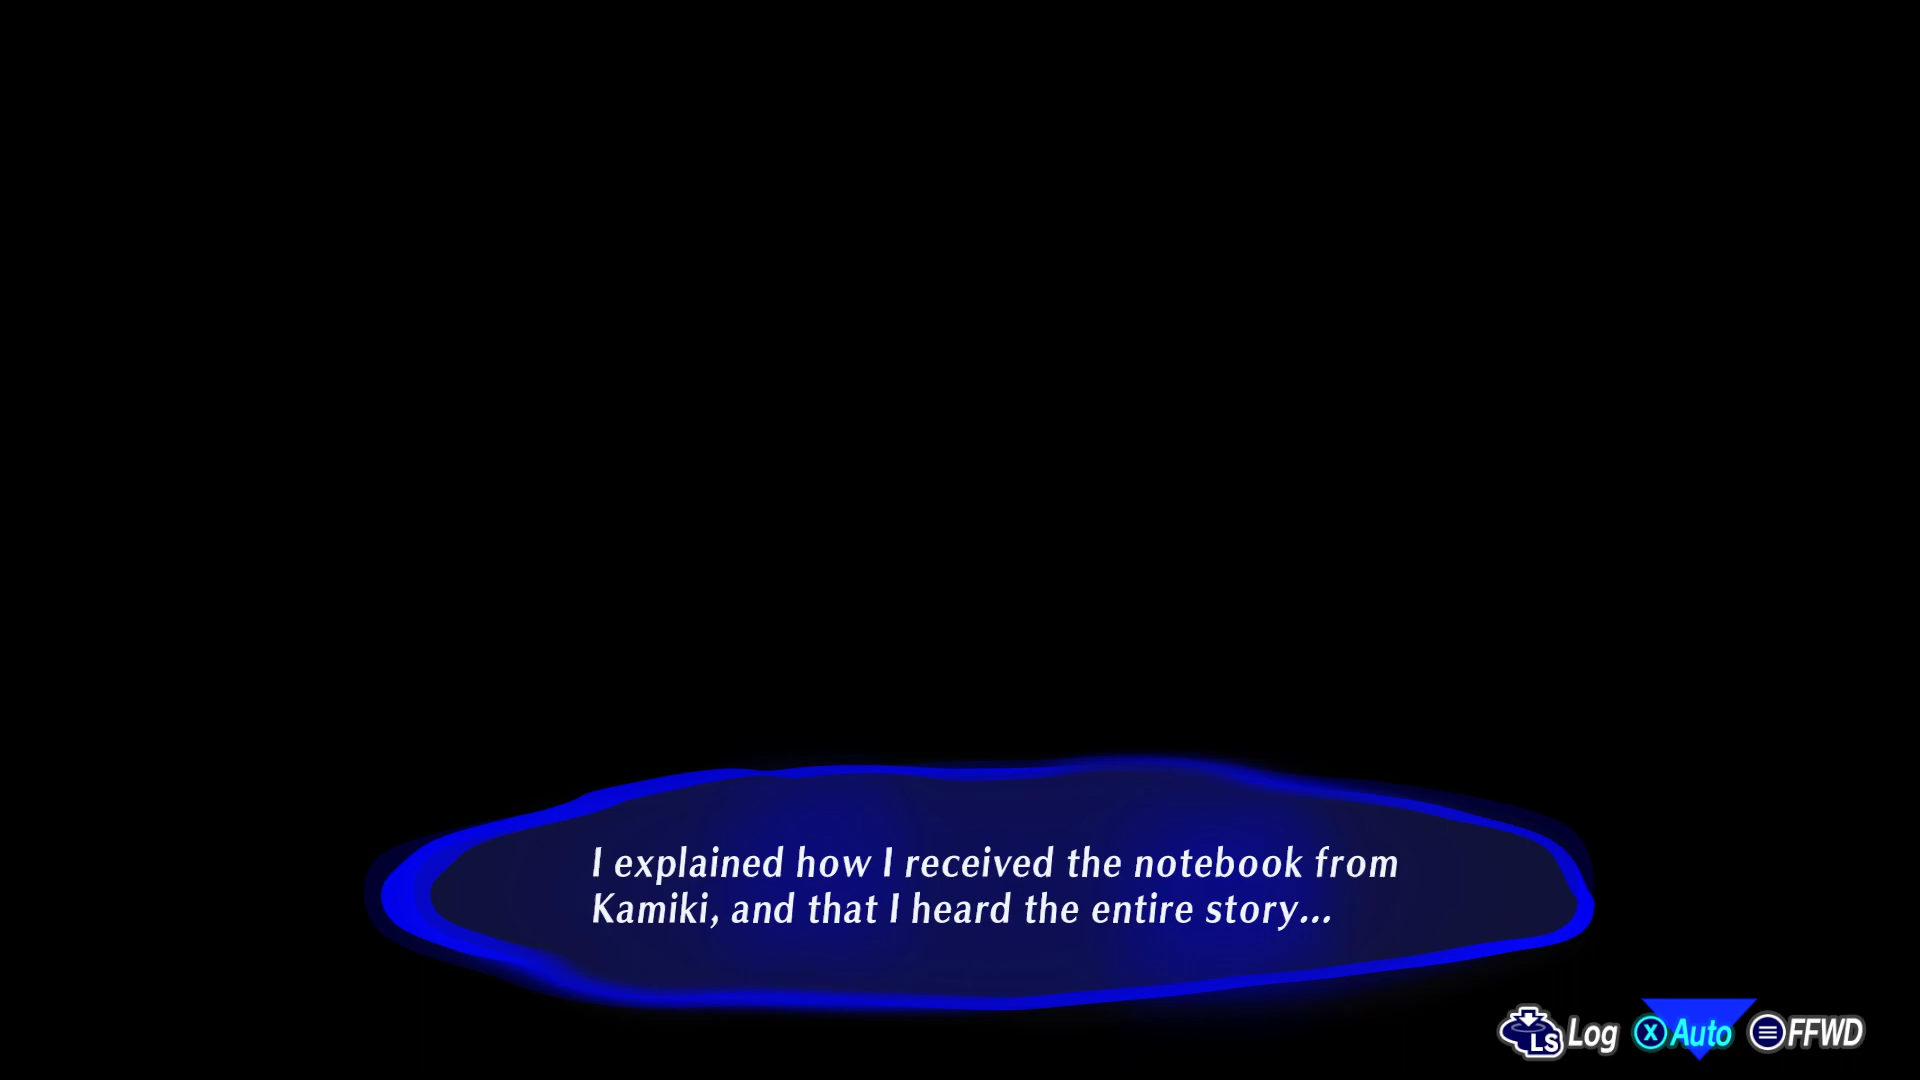 I explained how I received the notebook from
Kamiki, and that I heard the entire story...
LS Log X Auto FFWD